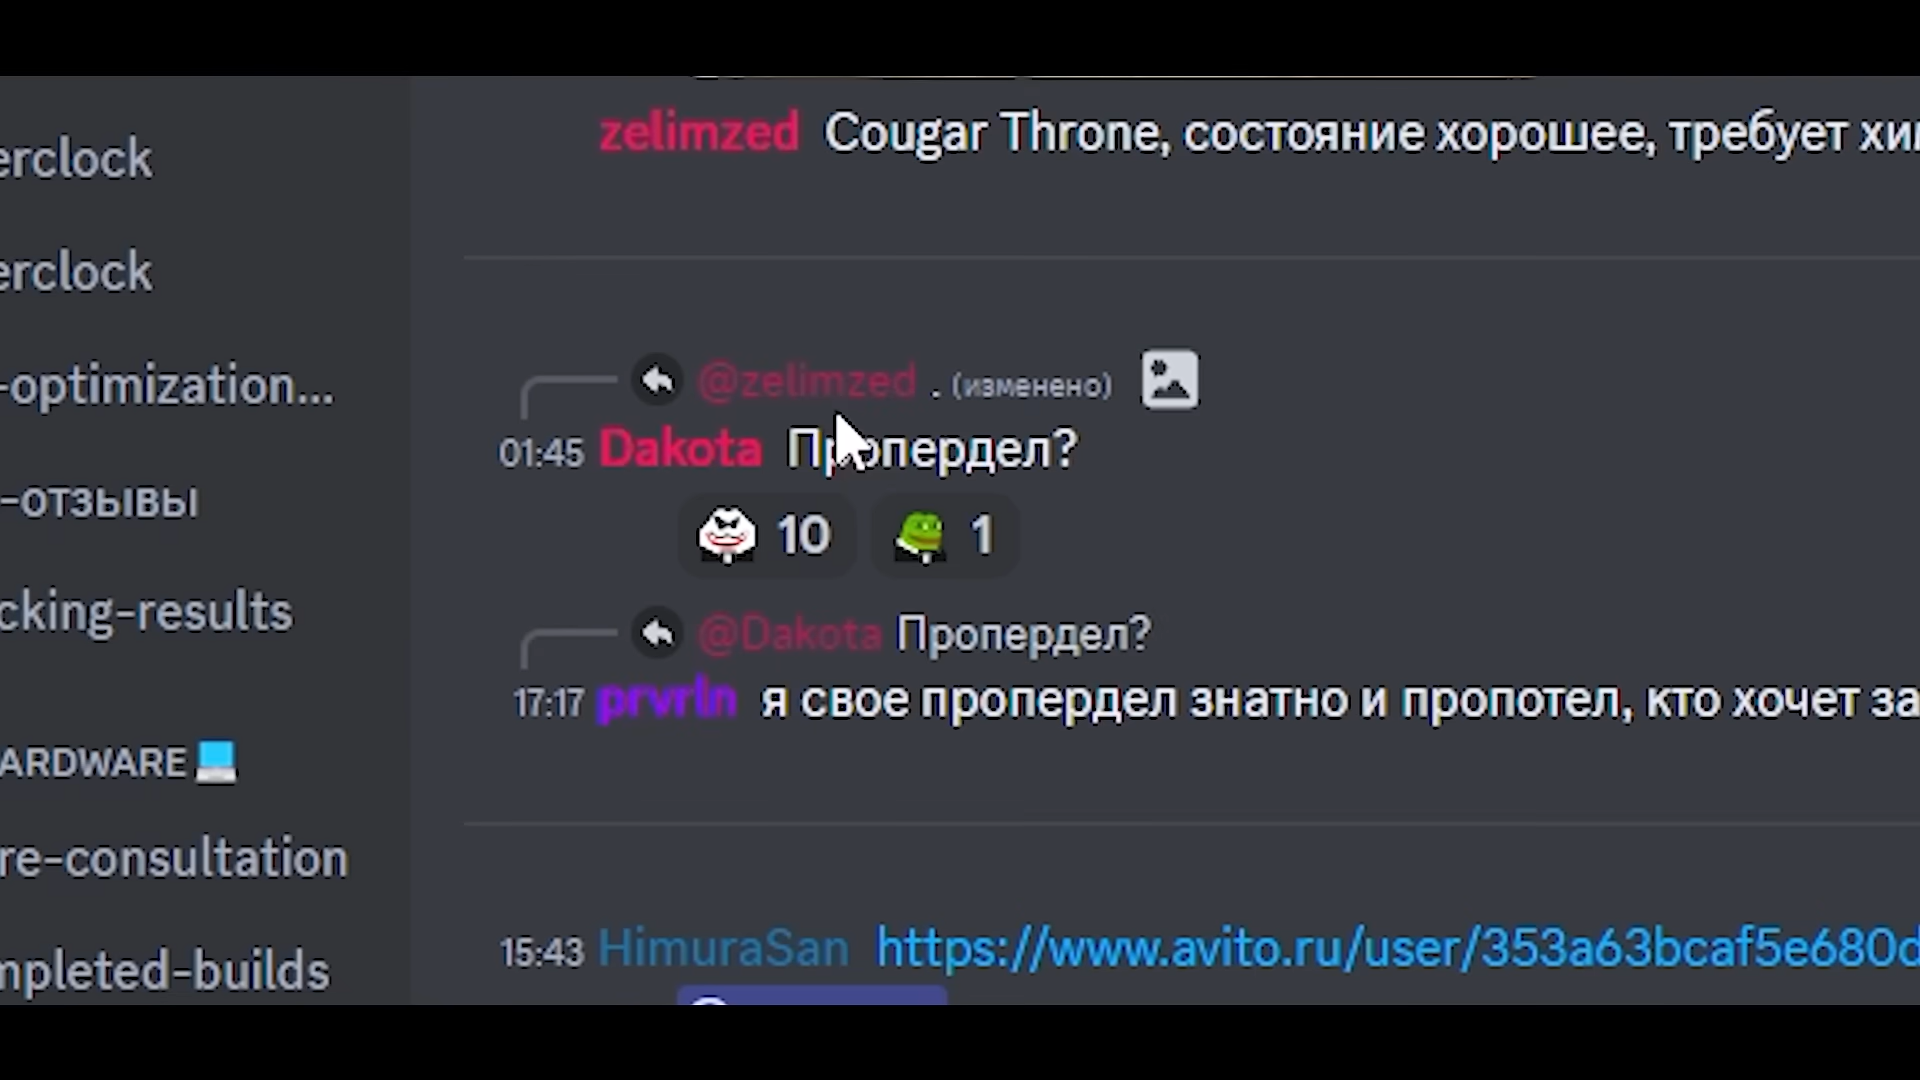 erclock
erclock
-optimization...
-отзывы
cking-results
ARDWARE
re-consultation
mpleted-builds
zelimzed Cougar Throne, состояние хорошее, требует хи
@zelimzed . (изменено)
01:45 Dakota Пропердел?
10 1
@Dakota Пропердел?
17:17 prvrln я свое пропердел знатно и пропотел, кто хочет за
15:43 HimuraSan https://www.avito.ru/user/353a63bcaf5e680d